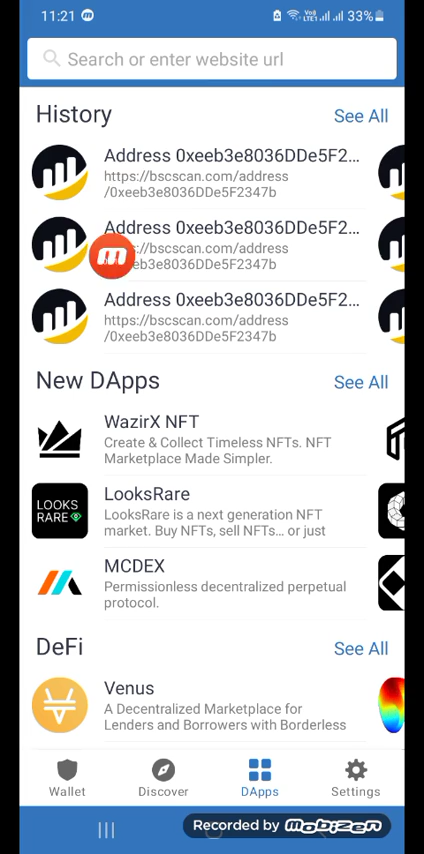 11:21
Vo))
LTE1
33%
Search or enter website url
History
See All
Address 0xeeb3e8036DDe5F2...
https://bscscan.com/address
/0xeeb3e8036DDe5F2347b
Address 0xeeb3e8036DDe5F2...
://bscscan.com/address
eeb3e8036DDe5F2347b
Address 0xeeb3e8036DDe5F2...
https://bscscan.com/address
/0xeeb3e8036DDe5F2347b
New DApps
See All
WazirX NFT
Create & Collect Timeless NFTs. NFT
Marketplace Made Simpler.
LOOKS
RARE
LooksRare
LooksRare is a next generation NFT
market. Buy NFTs, sell NFTs... or just
MCDEX
Permissionless decentralized perpetual
protocol.
DeFi
See All
Venus
A Decentralized Marketplace for
Lenders and Borrowers with Borderless
Wallet
Discover
DApps
Settings
Recorded by mobizen